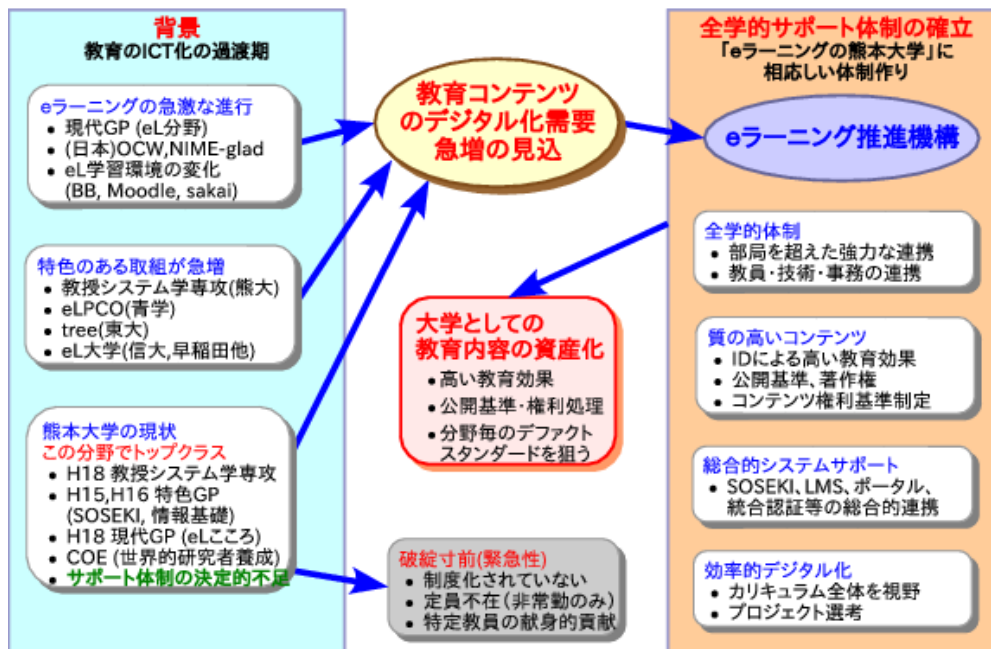 背景
教育のICT化の過渡期
eラーニングの急激な進行
• 現代GP (eL分野)
• (日本)OCW,NIME-glad
• eL学習環境の変化
(BB, Moodle, sakai)
特色のある取組が急増
• 教授システム学専攻(熊大)
• eLPCO(青学)
• tree(東大)
• eL大学(信大,早稲田他)
熊本大学の現状
この分野でトップクラス
• H18 教授システム学専攻
• H15,H16 特色GP
(SOSEKI, 情報基礎)
• H18 現代GP (eLこころ)
• COE (世界的研究者養成)
• サポート体制の決定的不足
教育コンテンツ
のデジタル化需要
急増の見込
大学としての
教育内容の資産化
•高い教育効果
•公開基準・権利処理
•分野毎のデファクト
スタンダードを狙う
破綻寸前(緊急性)
• 制度化されていない
• 定員不在(非常勤のみ)
• 特定教員の献身的貢献
全学的サポート体制の確立
「eラーニングの熊本大学」に
相応しい体制作り
eラーニング推進機構
全学的体制
• 部局を超えた強力な連携
• 教員・技術・事務の連携
質の高いコンテンツ
• IDによる高い教育効果
• 公開基準、著作権
• コンテンツ権利基準制定
総合的システムサポート
• SOSEKI、LMS、ポータル、
統合認証等の総合的連携
効率的デジタル化
• カリキュラム全体を視野
• プロジェクト選考